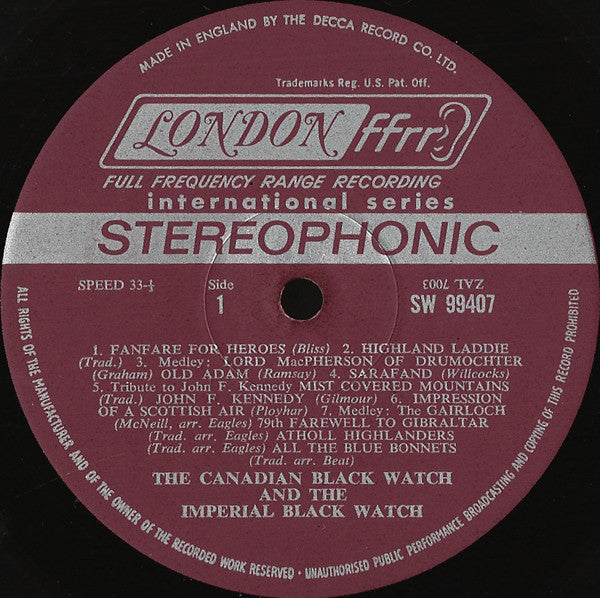 MADE IN ENGLAND BY THE DECCA RECORD CO. LTD.
Trademarks Reg. U.S. Pat. Off.
LONDON ffrr
FULL FREQUENCY RANGE RECORDING
international series
STEREOPHONIC
SPEED 33-⅓ Side ZAL 7003
1 SW 99407
1. FANFARE FOR HEROES (Bliss) 2. HIGHLAND LADDIE
(Trad.) 3. Medley: LORD MacPHERSON OF DRUMOCHTER
(Graham) OLD ADAM (Ramsay) 4. SARAFAND (Willcocks)
5. Tribute to John F. Kennedy MIST COVERED MOUNTAINS
(Trad.) JOHN F. KENNEDY (Gilmour) 6. IMPRESSION
OF A SCOTTISH AIR (Ployhar) 7. Medley: The GAIRLOCH
(McNeill, arr. Eagles) 79th FAREWELL TO GIBRALTAR
(Trad. arr. Eagles) ATHOLL HIGHLANDERS
(Trad. arr. Eagles) ALL THE BLUE BONNETS
(Trad. arr. Beat)
THE CANADIAN BLACK WATCH
AND THE
IMPERIAL BLACK WATCH
ALL RIGHTS OF THE MANUFACTURER AND OF THE OWNER OF THE RECORDED WORK RESERVED · UNAUTHORISED PUBLIC PERFORMANCE BROADCASTING AND COPYING OF THIS RECORD PROHIBITED